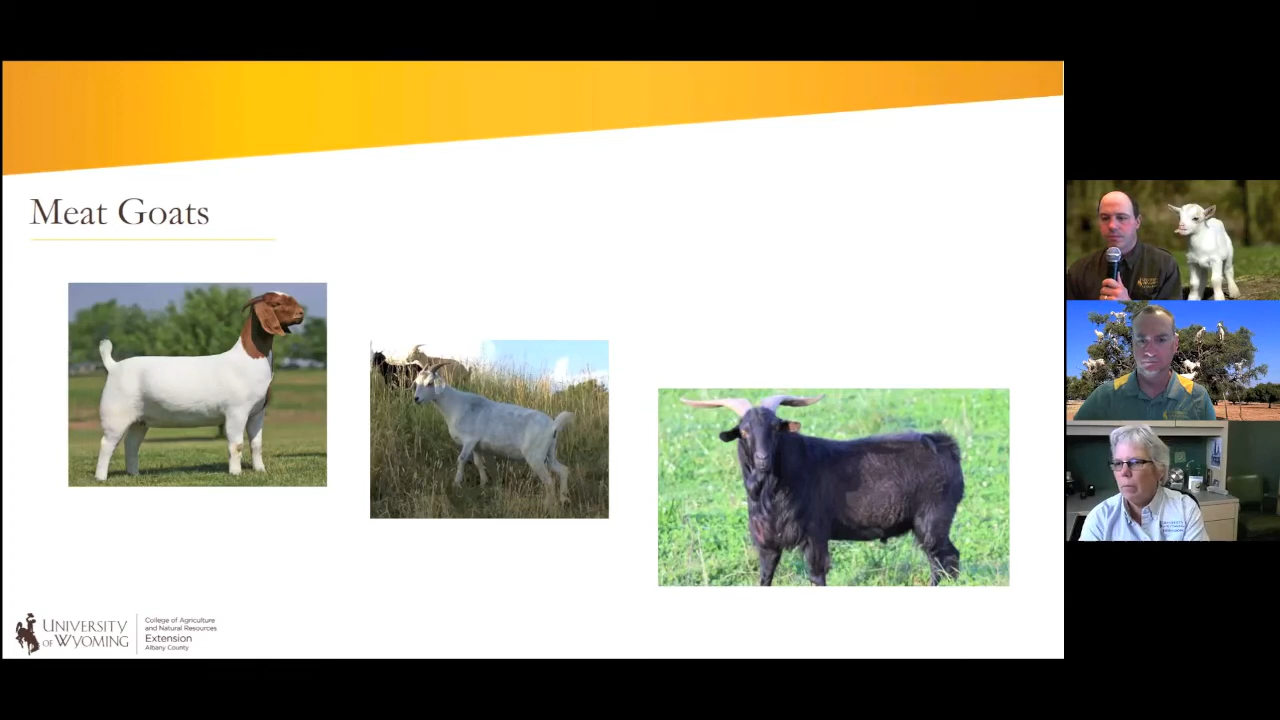 Meat Goats
UNIVERSITY
OF WYOMING
College of Agriculture
and Natural Resources
Extension
Albany County